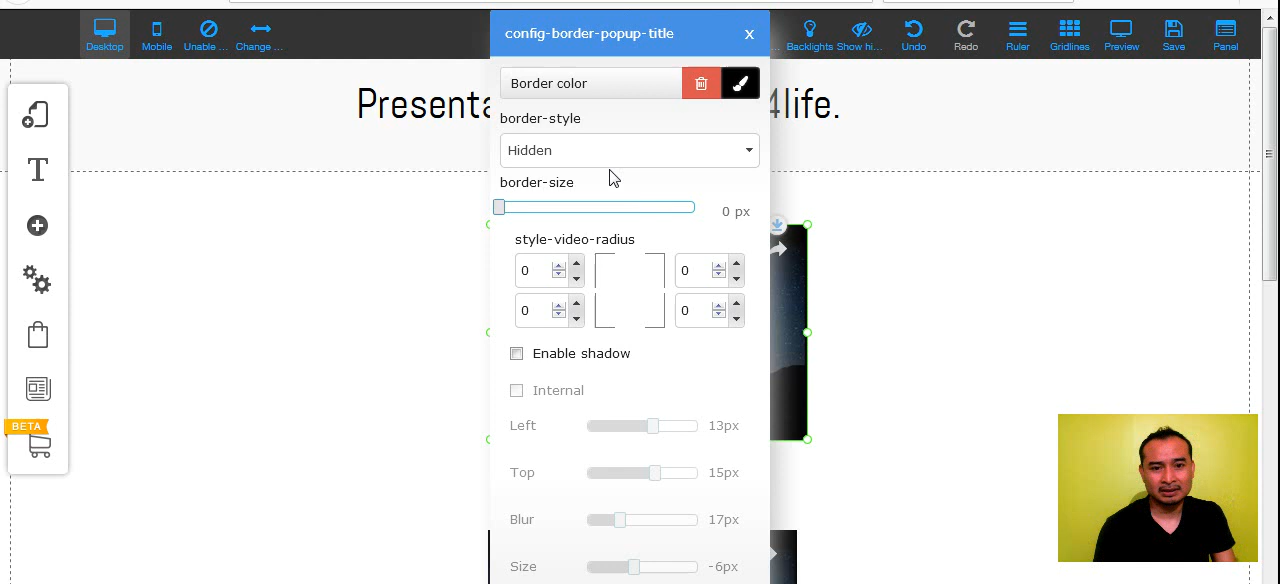 config-border-popup-title x
Desktop Mobile Unable ... Change ... ... Backlights Show hi... Undo Redo Ruler Gridlines Preview Save Panel
Border color
Presenta 4life.
border-style
Hidden
border-size
0 px
style-video-radius
0 0
0 0
Enable shadow
Internal
BETA
Left 13px
Top 15px
Blur 17px
Size -6px